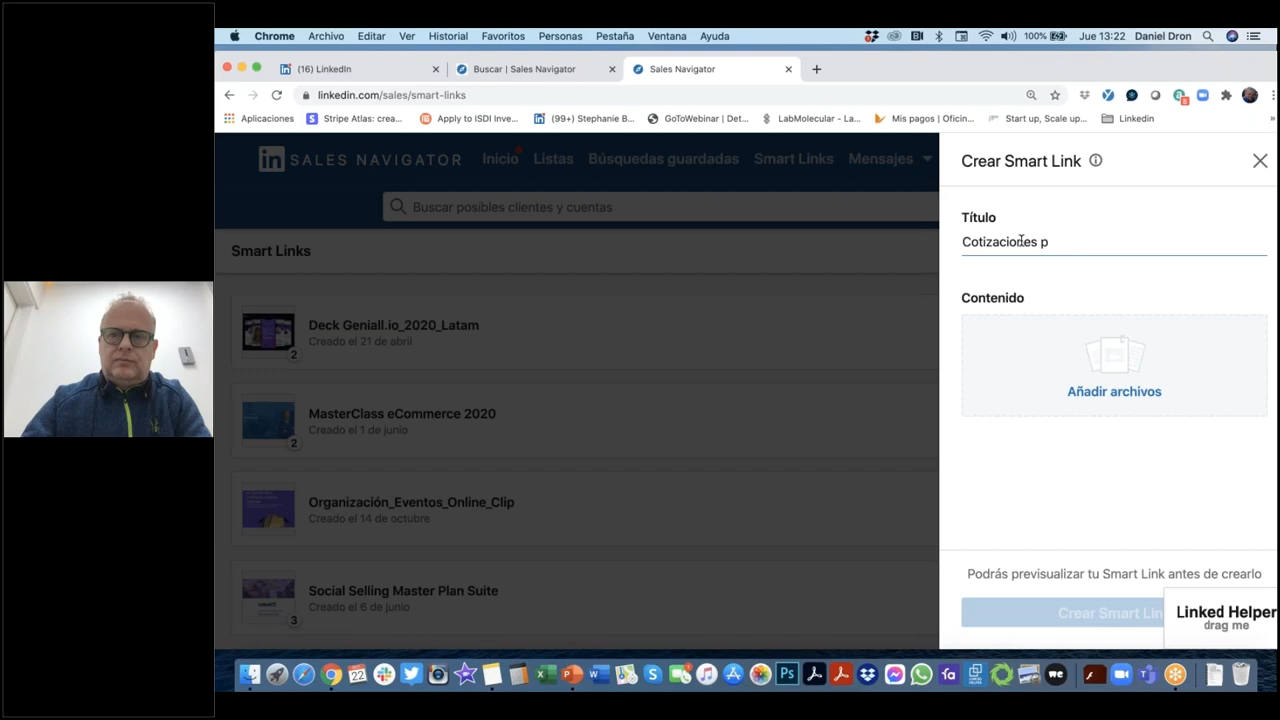 Chrome Archivo Editar Ver Historial Favoritos Personas Pestaña Ventana Ayuda 100% Jue 13:22 Daniel Dron
(16) LinkedIn
Buscar | Sales Navigator
Sales Navigator
linkedin.com/sales/smart-links
Aplicaciones Stripe Atlas: crea... Apply to ISDI Inve... (99+) Stephanie B... GoToWebinar | Det... LabMolecular - La... Mis pagos | Oficin... Start up, Scale up... Linkedin
in SALES NAVIGATOR Inicio Listas Búsquedas guardadas Smart Links Mensajes
Buscar posibles clientes y cuentas
Smart Links
Deck Geniall.io_2020_Latam
Creado el 21 de abril
2
MasterClass eCommerce 2020
Creado el 1 de junio
2
Organización_Eventos_Online_Clip
Creado el 14 de octubre
Social Selling Master Plan Suite
Creado el 6 de junio
3
Crear Smart Link
Título
Cotizaciones p
Contenido
Añadir archivos
Podrás previsualizar tu Smart Link antes de crearlo
Crear Smart Lin
Linked Helper
drag me